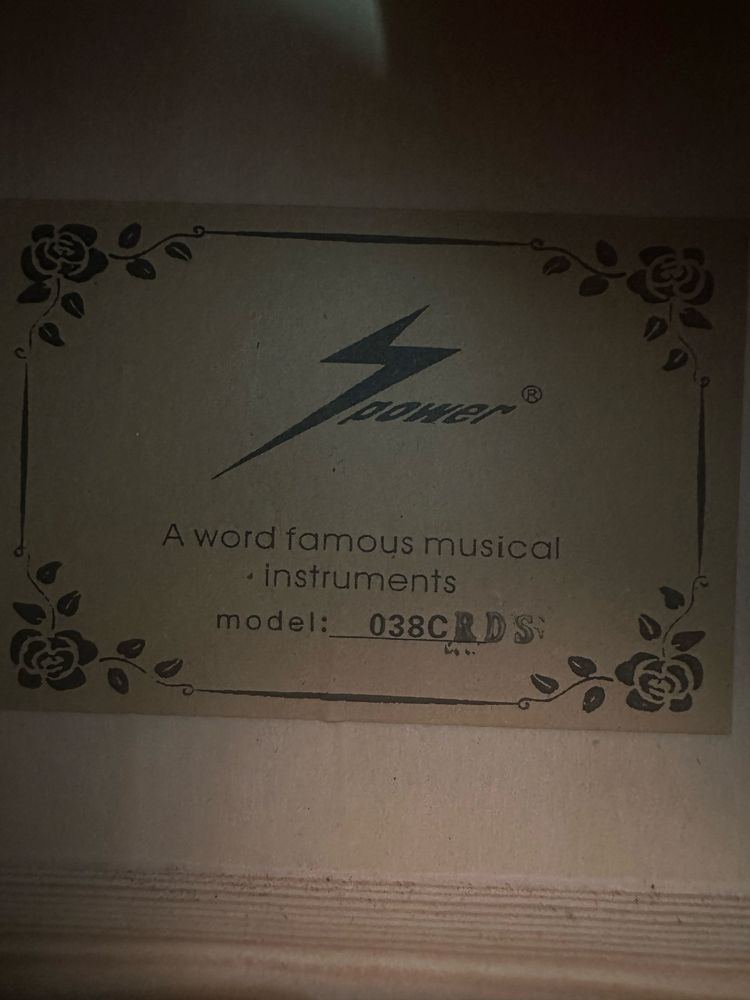 power®
A word famous musical
instruments
model: 038CRDS